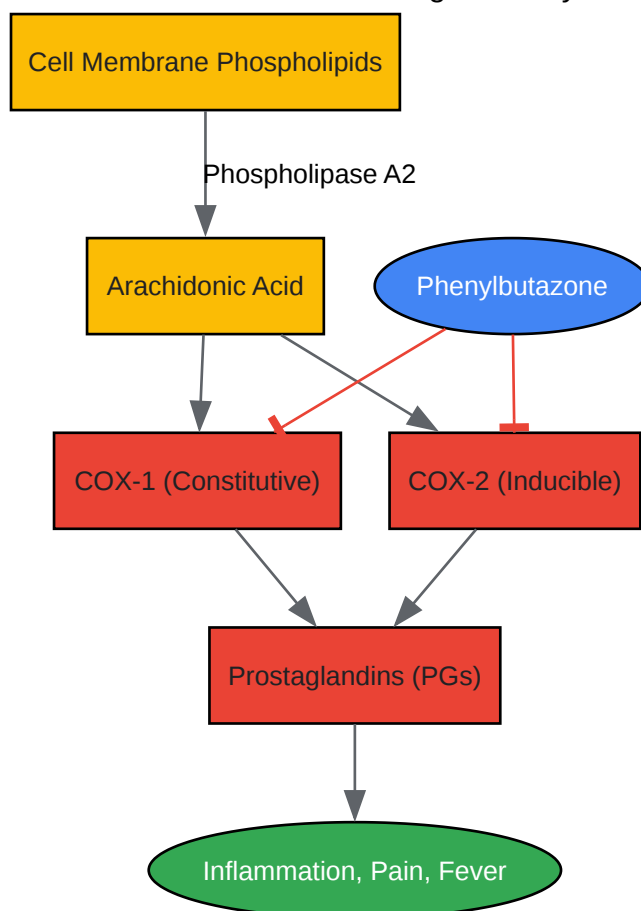 Cell Membrane Phospholipids
Phospholipase A2
Arachidonic Acid
Phenylbutazone
COX-1 (Constitutive)
COX-2 (Inducible)
Prostaglandins (PGs)
Inflammation, Pain, Fever